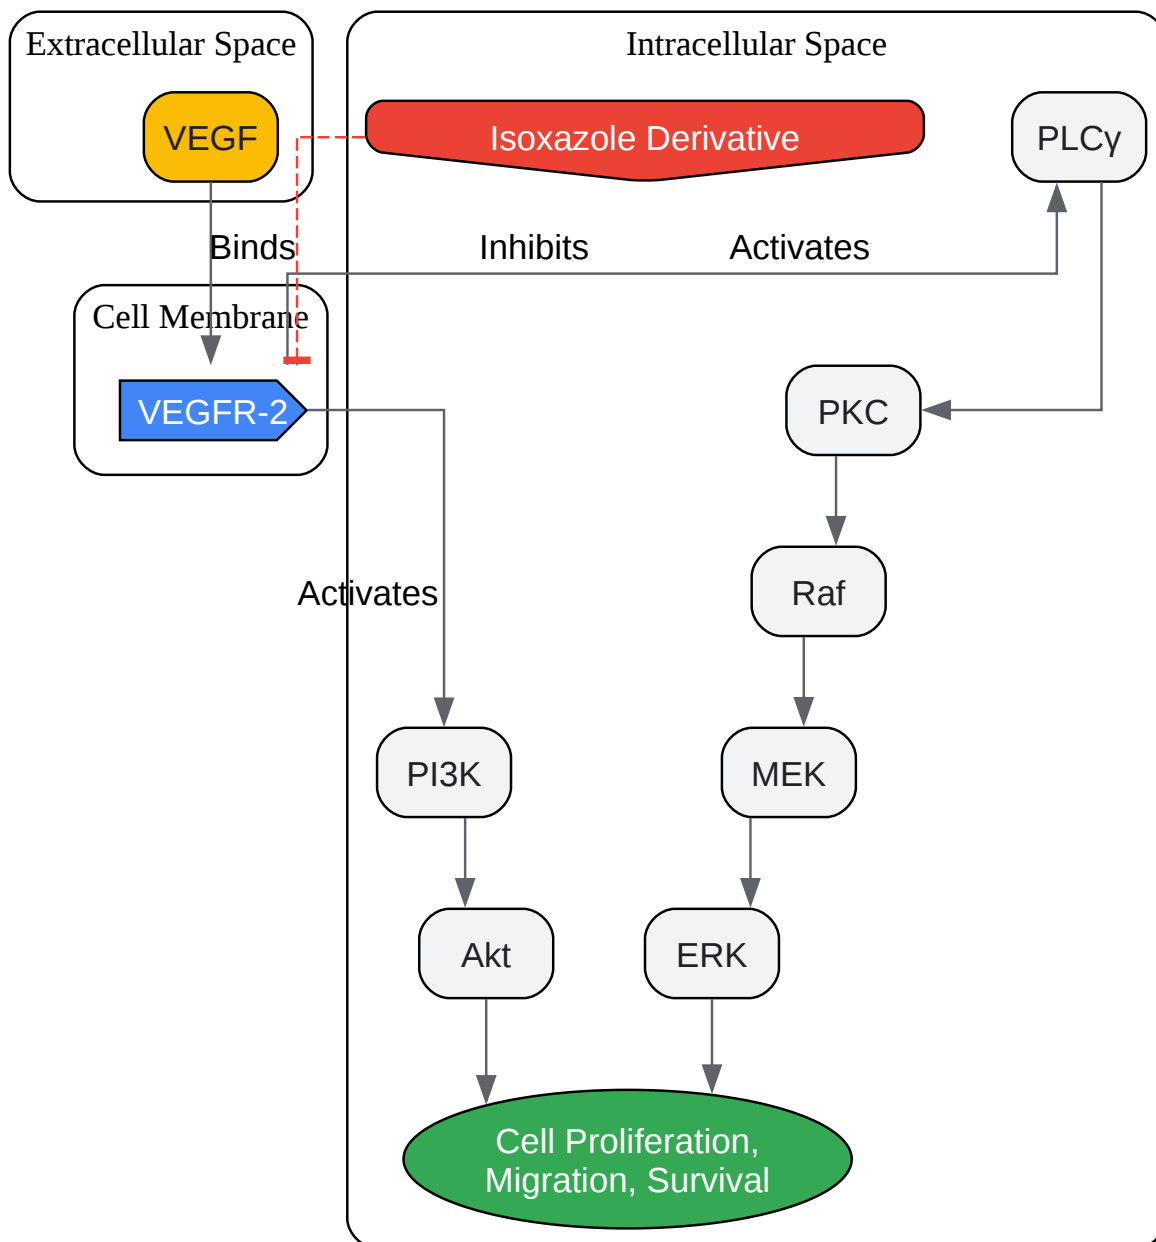 Extracellular Space
Intracellular Space
VEGF
Isoxazole Derivative
PLCγ
Binds
Inhibits
Activates
Cell Membrane
VEGFR-2
PKC
Raf
Activates
PI3K
MEK
Akt
ERK
Cell Proliferation,
Migration, Survival